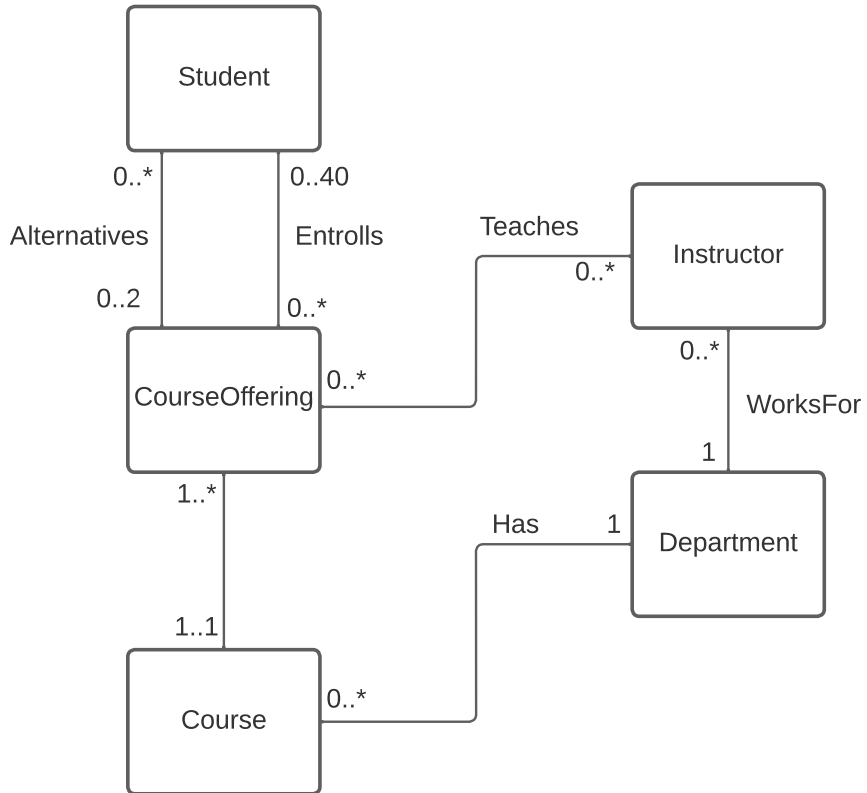 Student
0..*
0..40
Alternatives
Entrolls
0..2
0..*
CourseOffering
0..*
Teaches
0..*
Instructor
0..*
WorksFor
1
Department
Has
1
1..*
1..1
Course
0..*